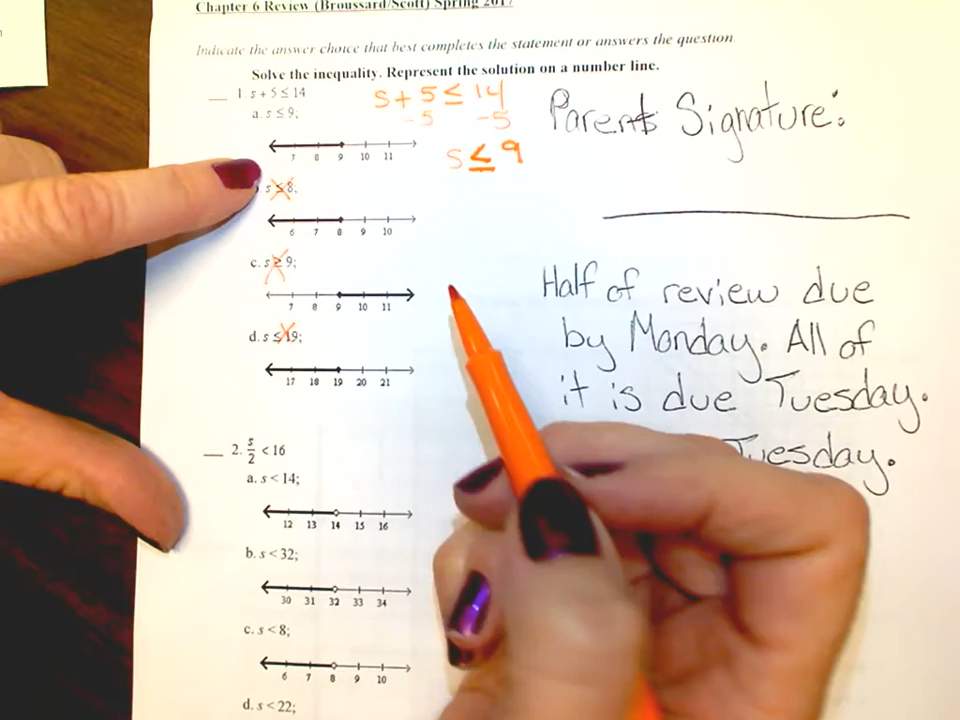 Chapter 6 Review (Broussard/Scott) Spring 2017
Indicate the answer choice that best completes the statement or answers the question.
Solve the inequality. Represent the solution on a number line.
1. s + 5 ≤ 14
s + 5 ≤ 14
a. s ≤ 9;
-5 -5
Parent's Signature:
7 8 9 10 11
s ≤ 9
s ≤ 8;
6 7 8 9 10
c. s ≥ 9;
7 8 9 10 11
Half of review due
by Monday. All of
it is due Tuesday.
Tuesday.
d. s ≤ 19;
17 18 19 20 21
2. s/2 < 16
a. s < 14;
12 13 14 15 16
b. s < 32;
30 31 32 33 34
c. s < 8;
6 7 8 9 10
d. s < 22;